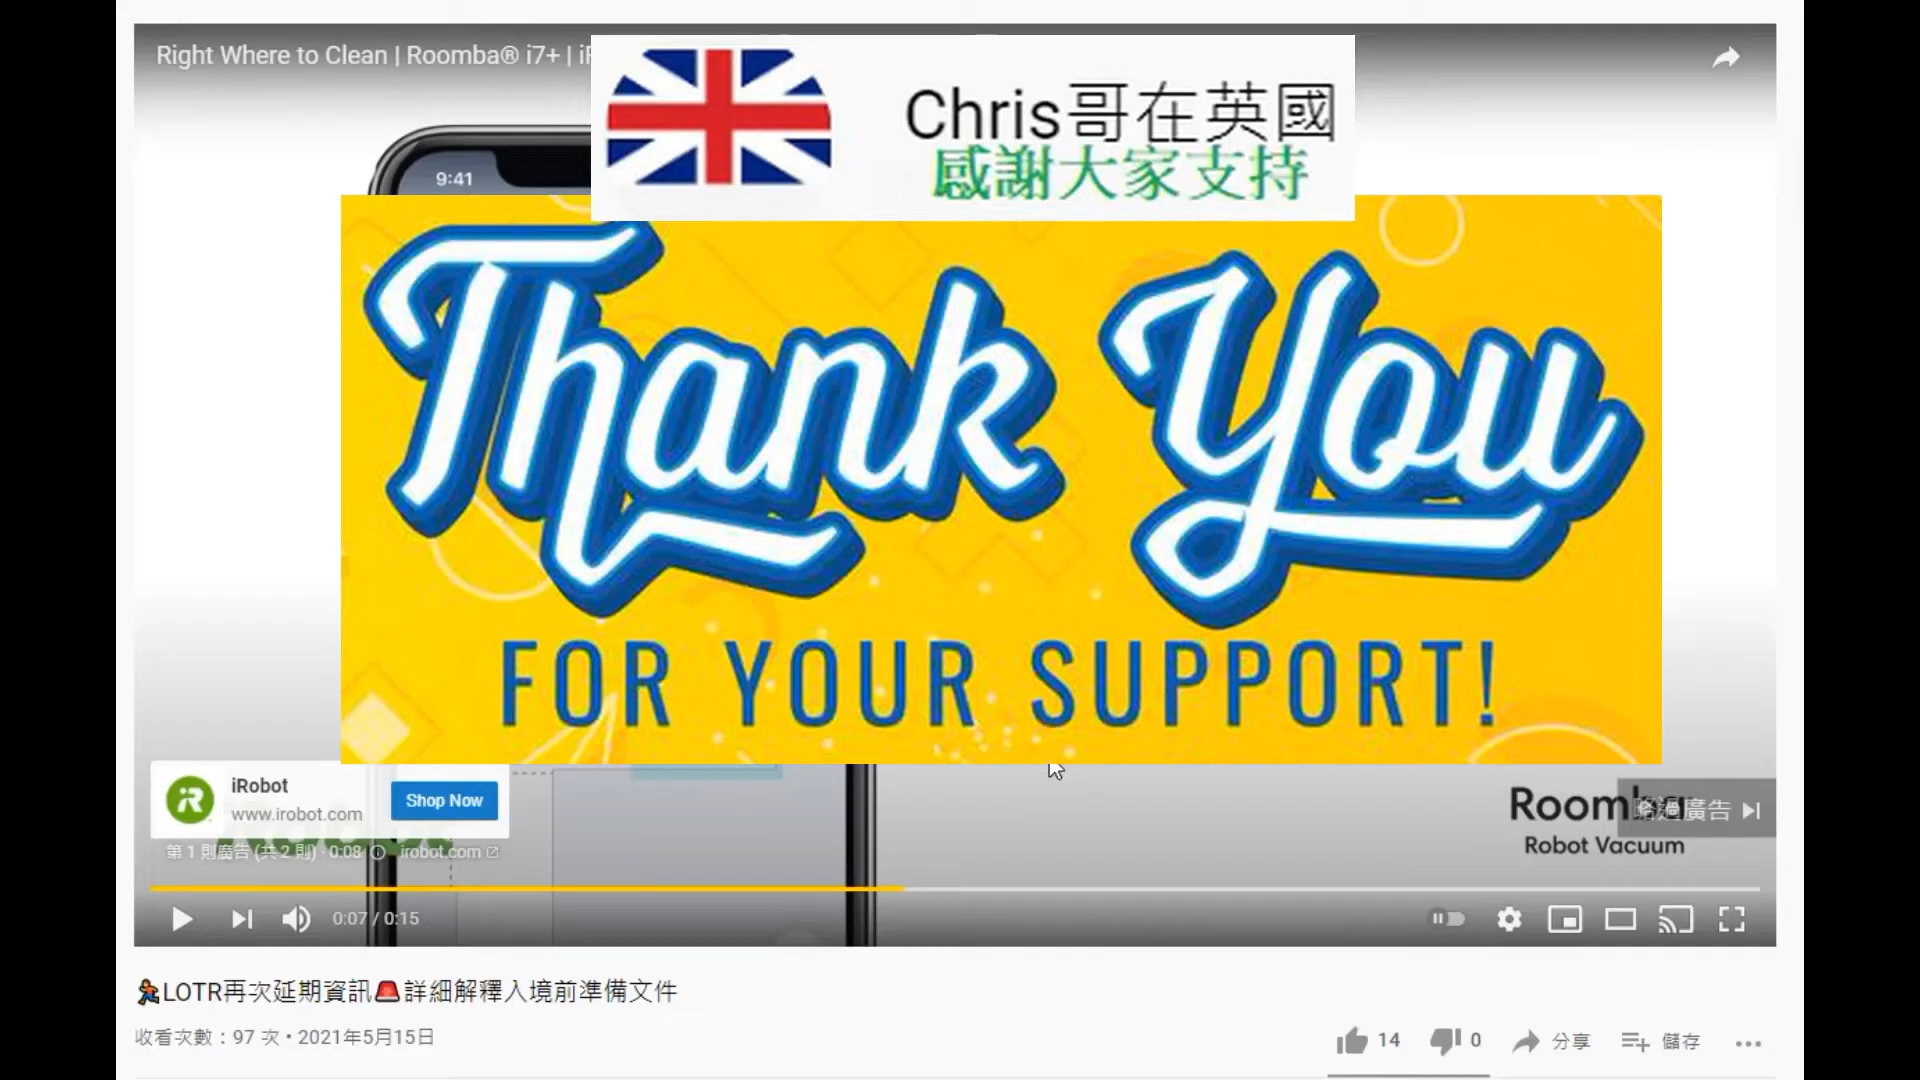 Right Where to Clean | Roomba® i7+ | iR
Chris哥在英國
感謝大家支持
9:41
Thank You
FOR YOUR SUPPORT!
iRobot
www.irobot.com
Shop Now
Roomba
略過廣告
Robot Vacuum
第 1 則廣告 (共 2 則) · 0:08 irobot.com
0:07 / 0:15
LOTR再次延期資訊🚨詳細解釋入境前準備文件
收看次數：97 次 • 2021年5月15日
14
0
分享
儲存